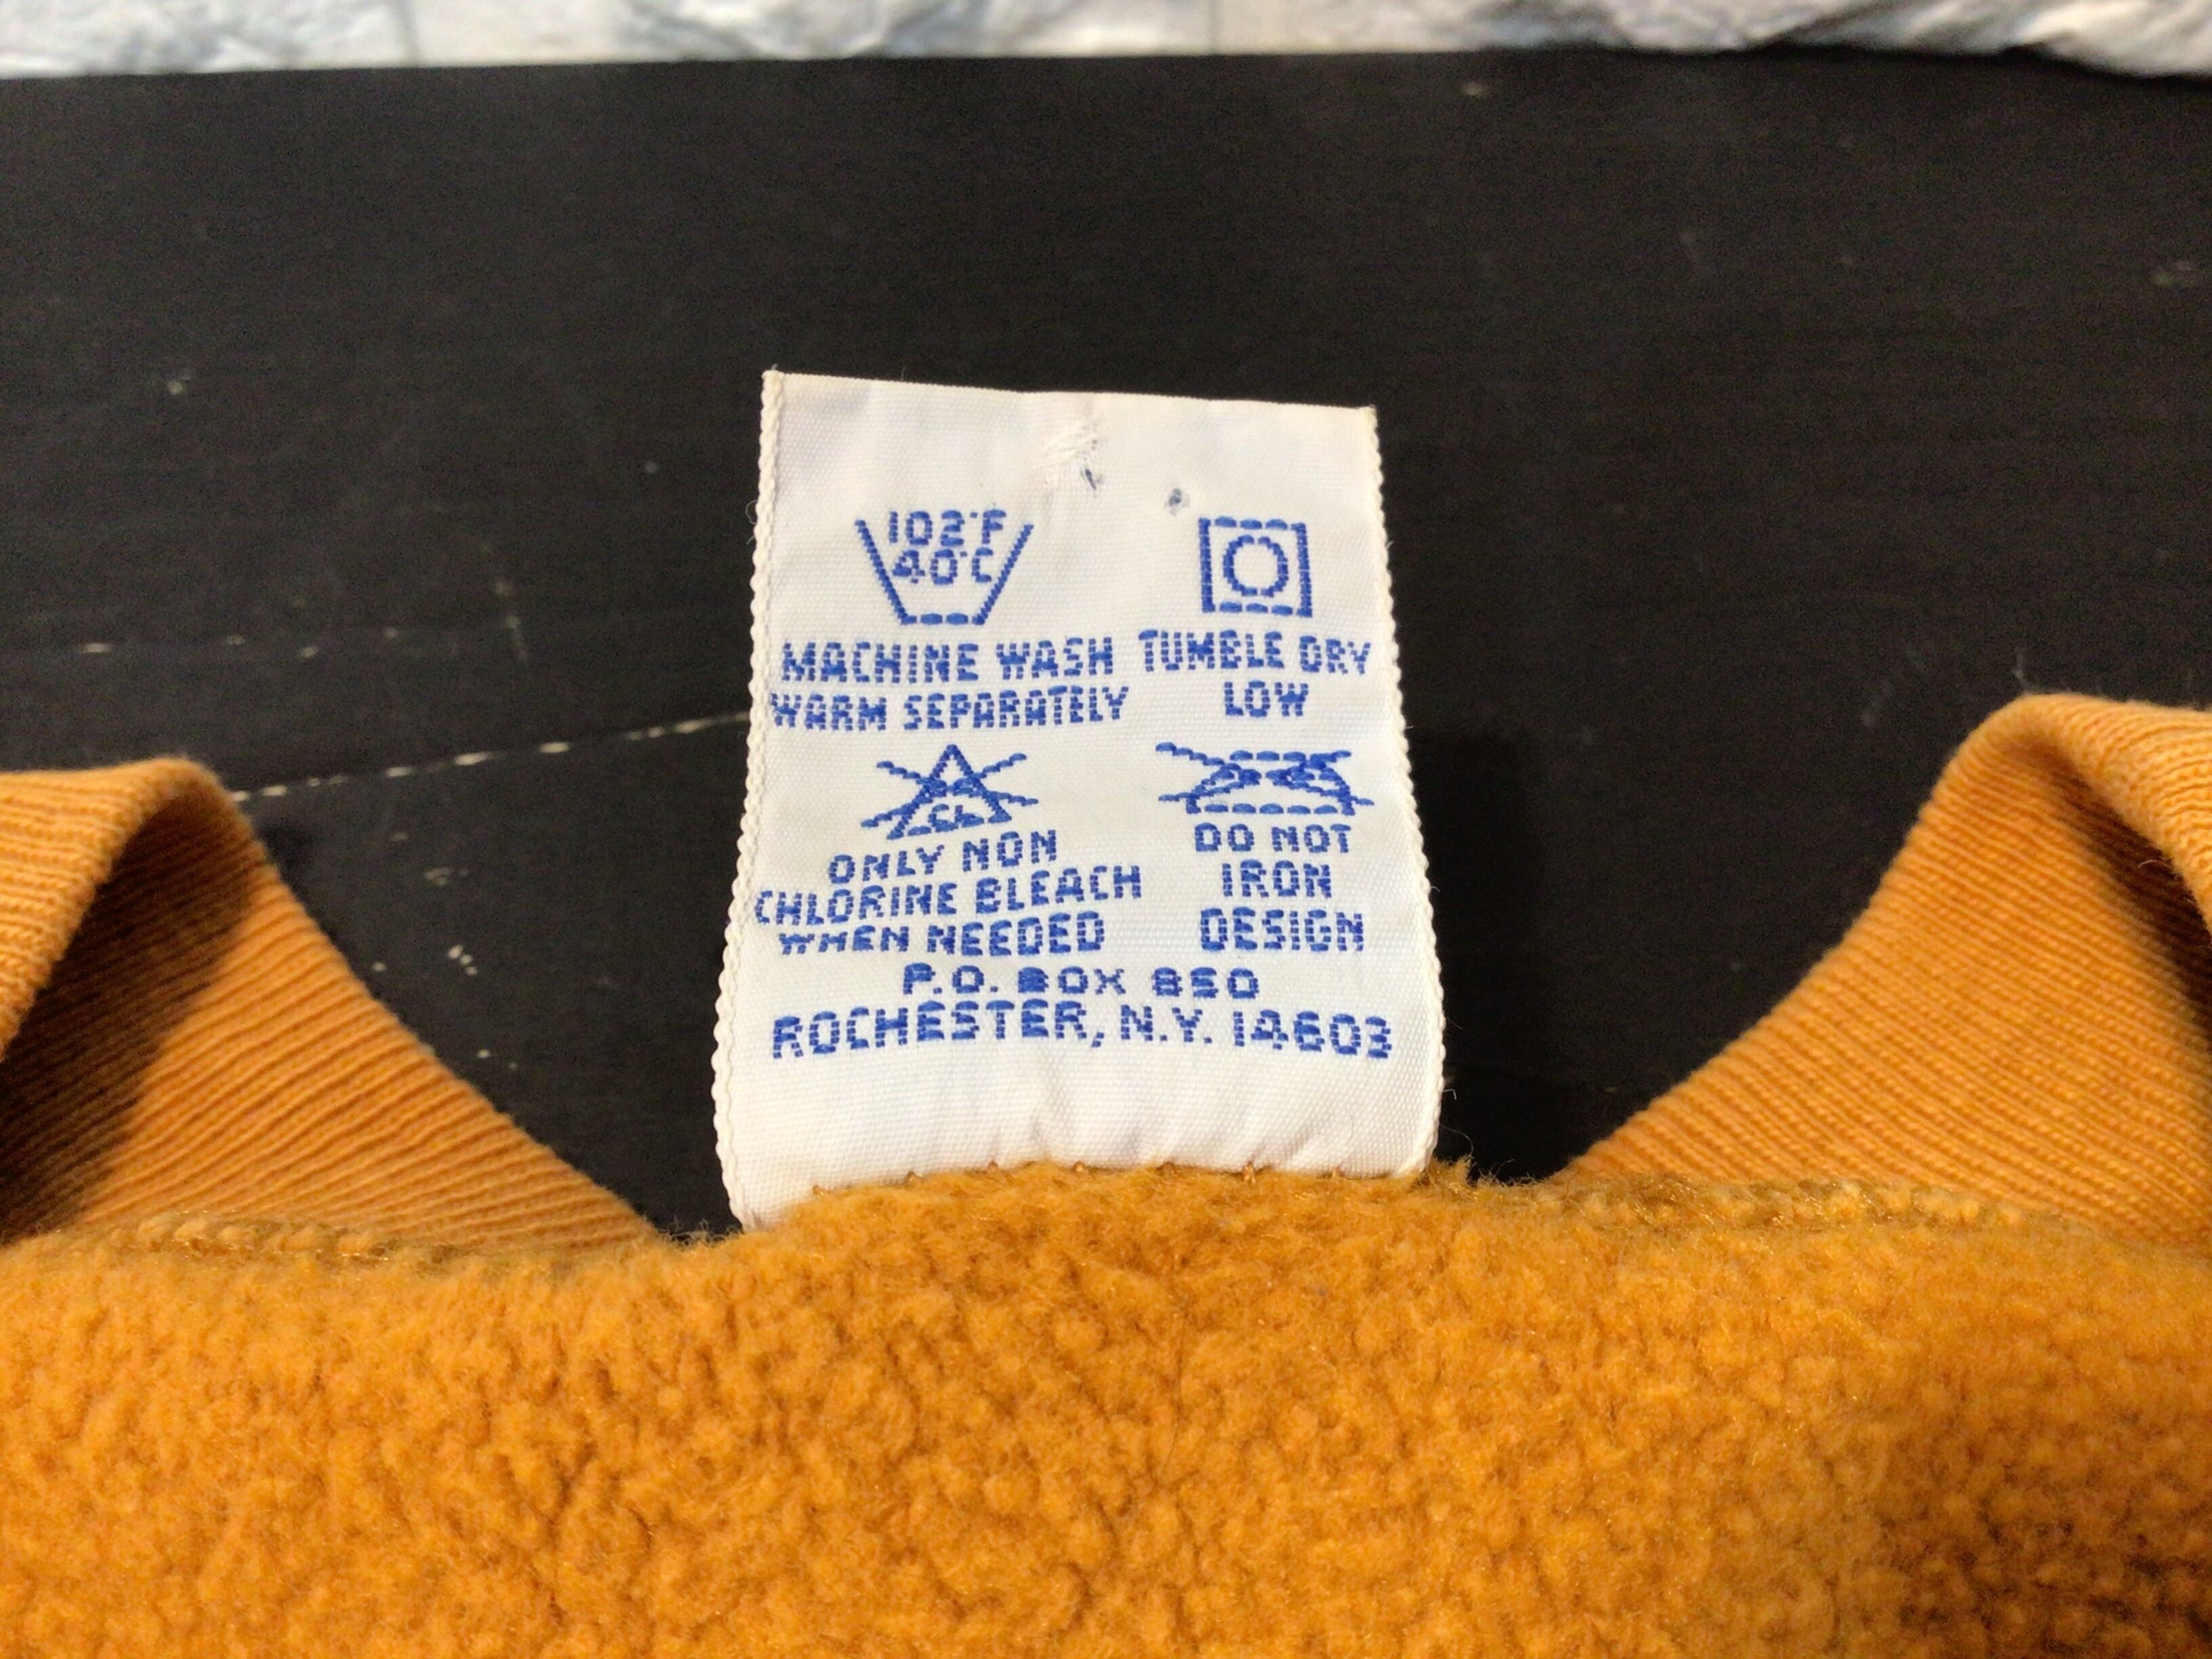 102°F
40°C
MACHINE WASH
WARM SEPARATELY
TUMBLE DRY
LOW
CL
ONLY NON
CHLORINE BLEACH
WHEN NEEDED
DO NOT
IRON
DESIGN
P.O. BOX 850
ROCHESTER, N.Y. 14603